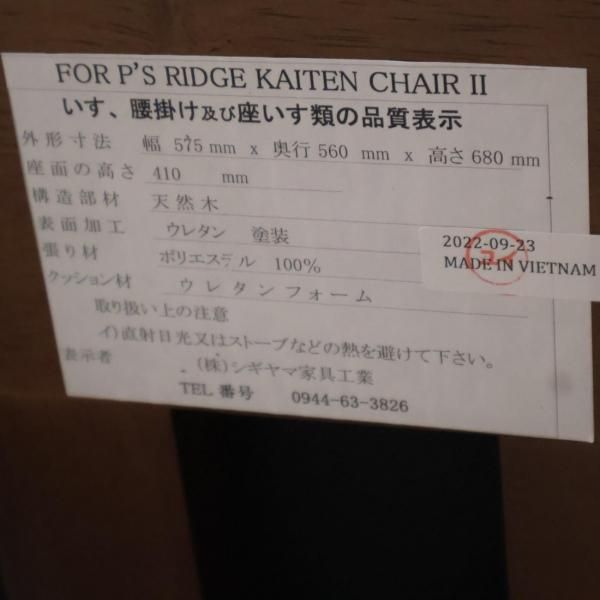 FOR P'S RIDGE KAITEN CHAIR II
いす、腰掛け及び座いす類の品質表示
外形寸法 幅 575 mm x 奥行 560 mm x 高さ 680 mm
座面の高さ 410 mm
構造部材 天然木
表面加工 ウレタン 塗装
張り材 ポリエステル 100%
クッション材 ウレタンフォーム
取り扱い上の注意
イ)直射日光又はストーブなどの熱を避けて下さい。
表示者 (株)シギヤマ家具工業
TEL 番号 0944-63-3826
2022-09-23
MADE IN VIETNAM